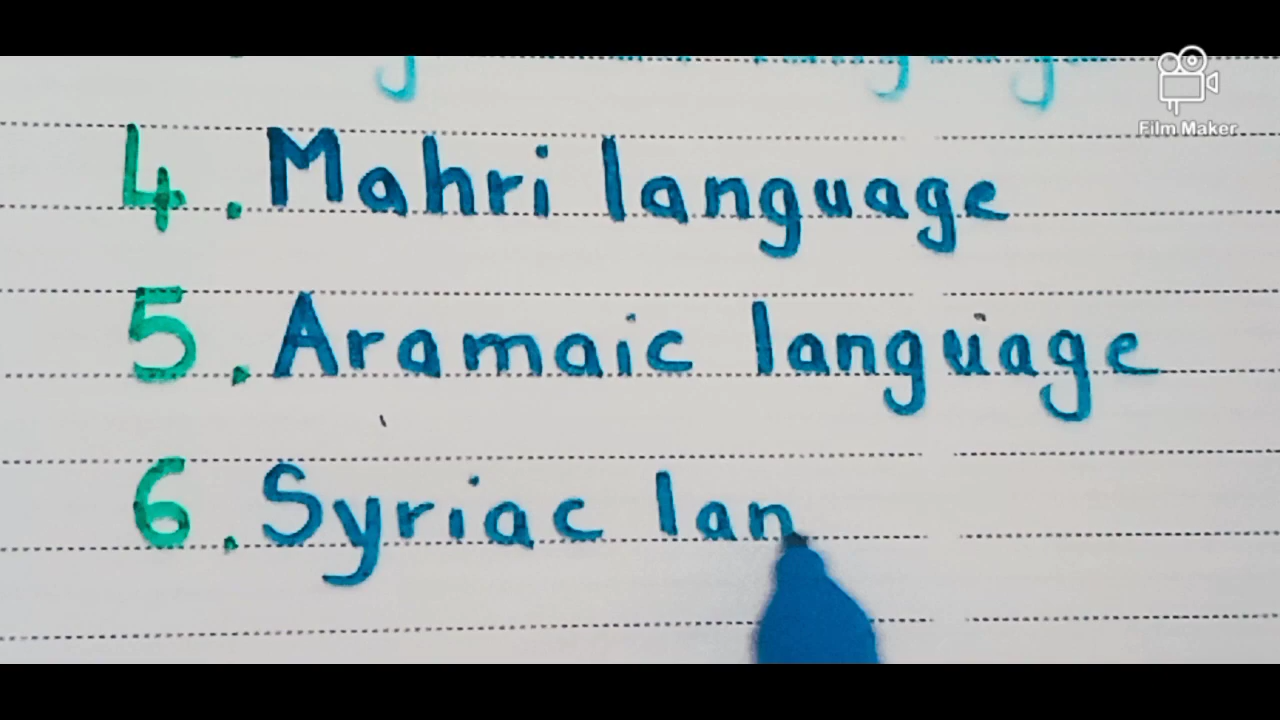 Film Maker
4. Mahri language
5. Aramaic language
6. Syriac lan